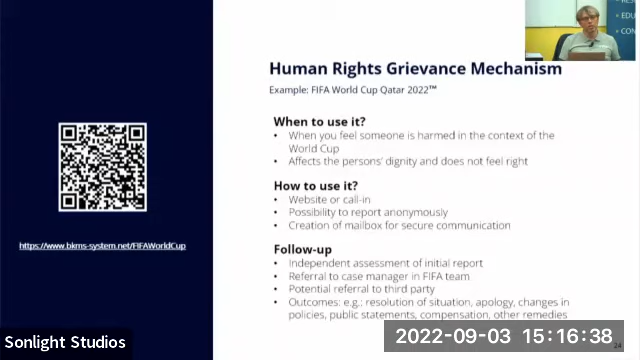 RES
EDU
CON
Human Rights Grievance Mechanism
Example: FIFA World Cup Qatar 2022™
When to use it?
• When you feel someone is harmed in the context of the
World Cup
• Affects the persons' dignity and does not feel right
How to use it?
• Website or call-in
• Possibility to report anonymously
• Creation of mailbox for secure communication
https://www.bkms-system.net/FIFAWorldCup
Follow-up
• Independent assessment of initial report
• Referral to case manager in FIFA team
• Potential referral to third party
• Outcomes: e.g.: resolution of situation, apology, changes in
policies, public statements, compensation, other remedies
Sonlight Studios
2022-09-03 15:16:38
24